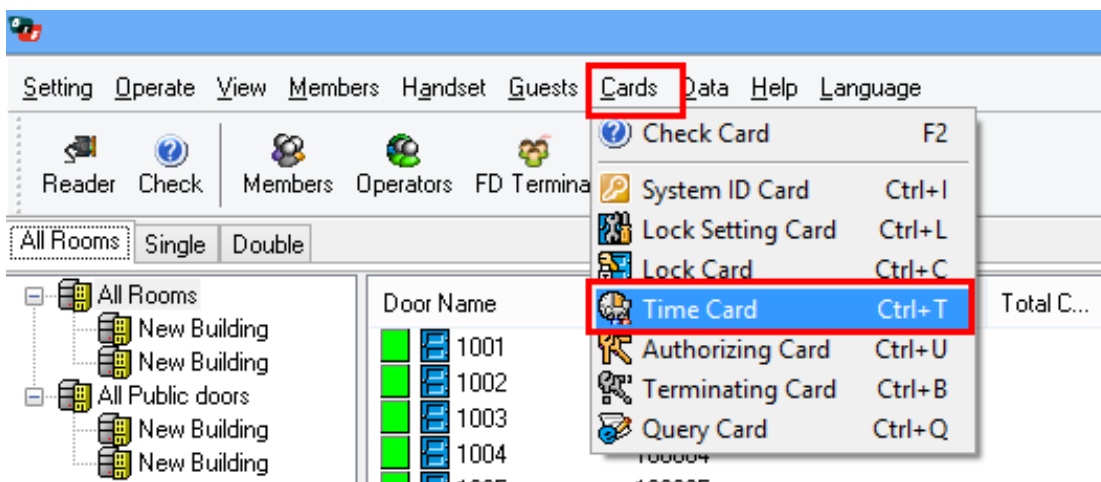 Setting Operate View Members Handset Guests Cards Data Help Language
Reader Check Members Operators FD Termina
All Rooms Single Double
Check Card F2
System ID Card Ctrl+I
Lock Setting Card Ctrl+L
Lock Card Ctrl+C
Time Card Ctrl+T
Authorizing Card Ctrl+U
Terminating Card Ctrl+B
Query Card Ctrl+Q
All Rooms
New Building
New Building
All Public doors
New Building
New Building
Door Name Total C...
1001
1002
1003
1004 100004